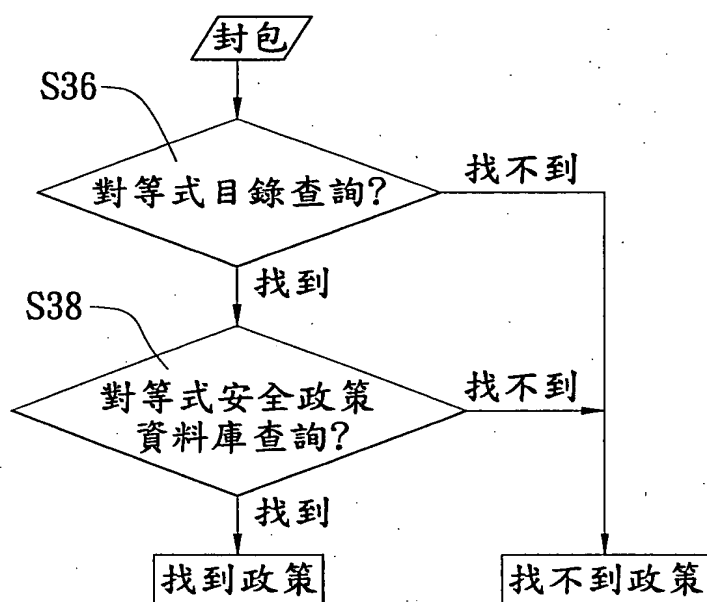 封包
S36
對等式目錄查詢?
找不到
找到
S38
對等式安全政策
資料庫查詢?
找不到
找到
找到政策
找不到政策